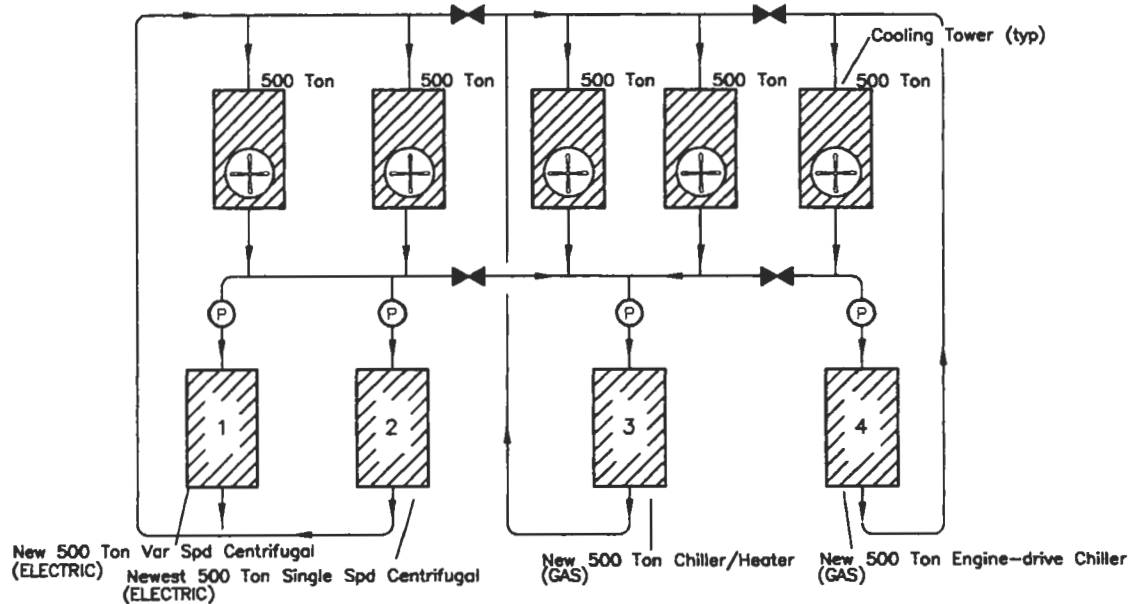 Cooling Tower (typ)
500 Ton
500 Ton
500 Ton
500 Ton
500 Ton
P
P
P
P
1
2
3
4
New 500 Ton Var Spd Centrifugal
(ELECTRIC)
Newest 500 Ton Single Spd Centrifugal
(ELECTRIC)
New 500 Ton Chiller/Heater
(GAS)
New 500 Ton Engine-drive Chiller
(GAS)